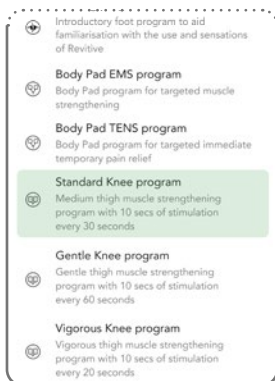 Introductory foot program to aid
familiarisation with the use and sensations
of Revitive
Body Pad EMS program
Body Pad program for targeted muscle
strengthening
Body Pad TENS program
Body Pad program for targeted immediate
temporary pain relief
Standard Knee program
Medium thigh muscle strengthening
program with 10 secs of stimulation
every 30 seconds
Gentle Knee program
Gentle thigh muscle strengthening
program with 10 secs of stimulation
every 60 seconds
Vigorous Knee program
Vigorous thigh muscle strengthening
program with 10 secs of stimulation
every 20 seconds